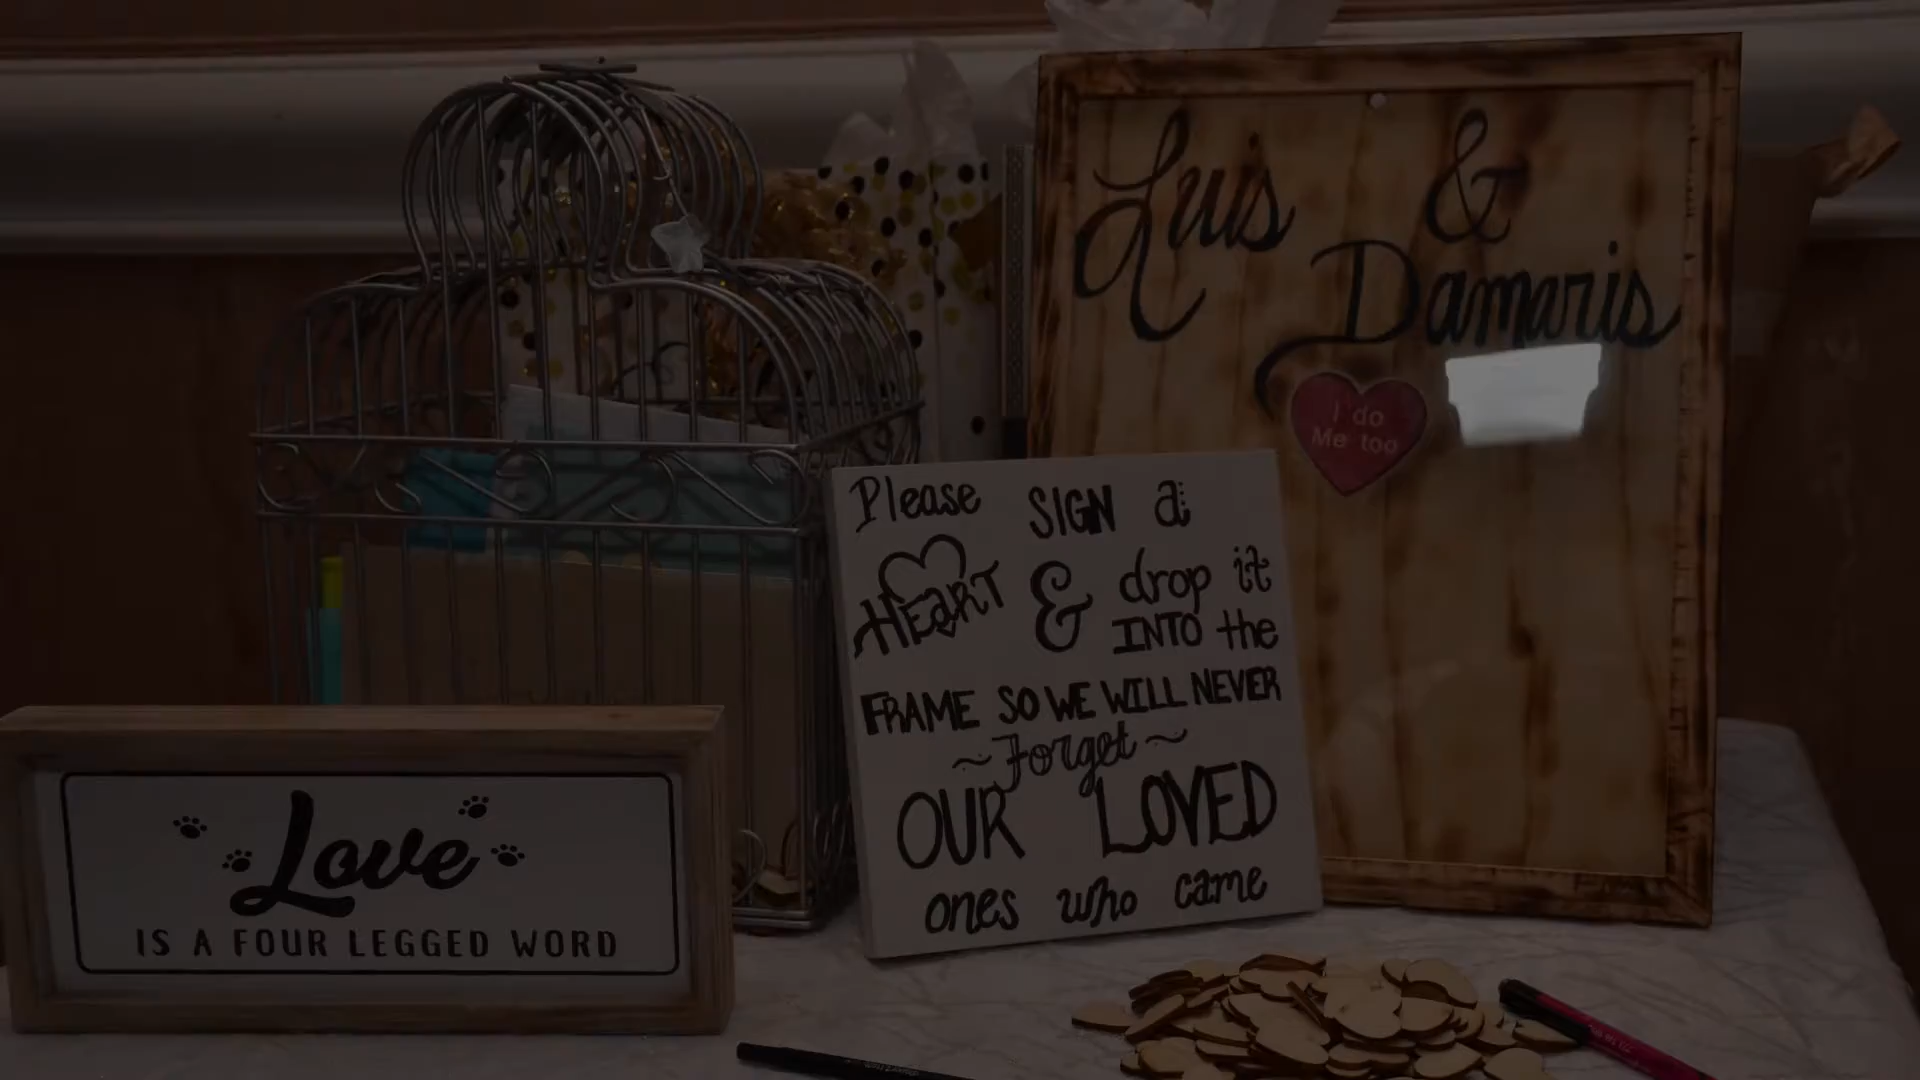 Luis &
Damaris
I do
Me too
Please SIGN a
HEART & drop it
INTO the
FRAME SO WE WILL NEVER
~Forget~
OUR LOVED
ones who came
Love
IS A FOUR LEGGED WORD